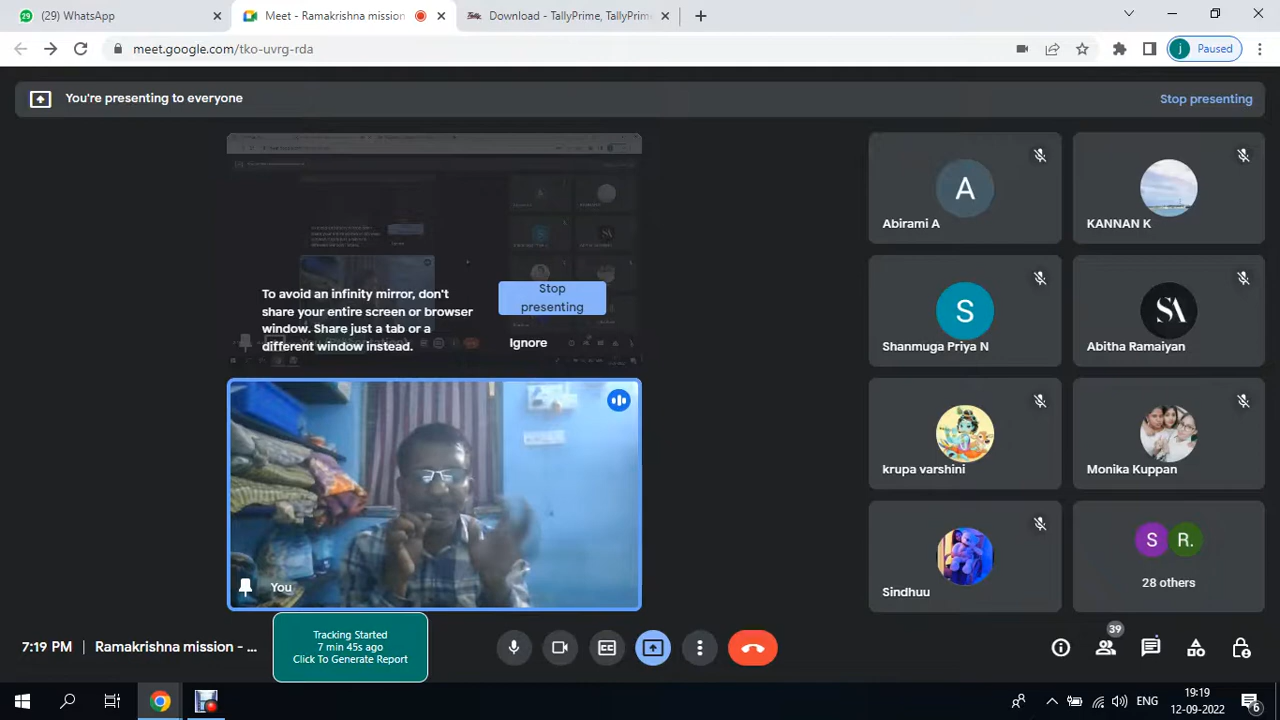 (29) WhatsApp
Meet - Ramakrishna mission
Download - TallyPrime, TallyPrime
meet.google.com/tko-uvrg-rda
j Paused
You're presenting to everyone
Stop presenting
To avoid an infinity mirror, don't
share your entire screen or browser
window. Share just a tab or a
different window instead.
Stop
presenting
Ignore
You
A
Abirami A
KANNAN K
S
Shanmuga Priya N
SA
Abitha Ramaiyan
krupa varshini
Monika Kuppan
Sindhuu
S R.
28 others
7:19 PM | Ramakrishna mission - ...
Tracking Started
7 min 45s ago
Click To Generate Report
CC
39
ENG
19:19
12-09-2022
6